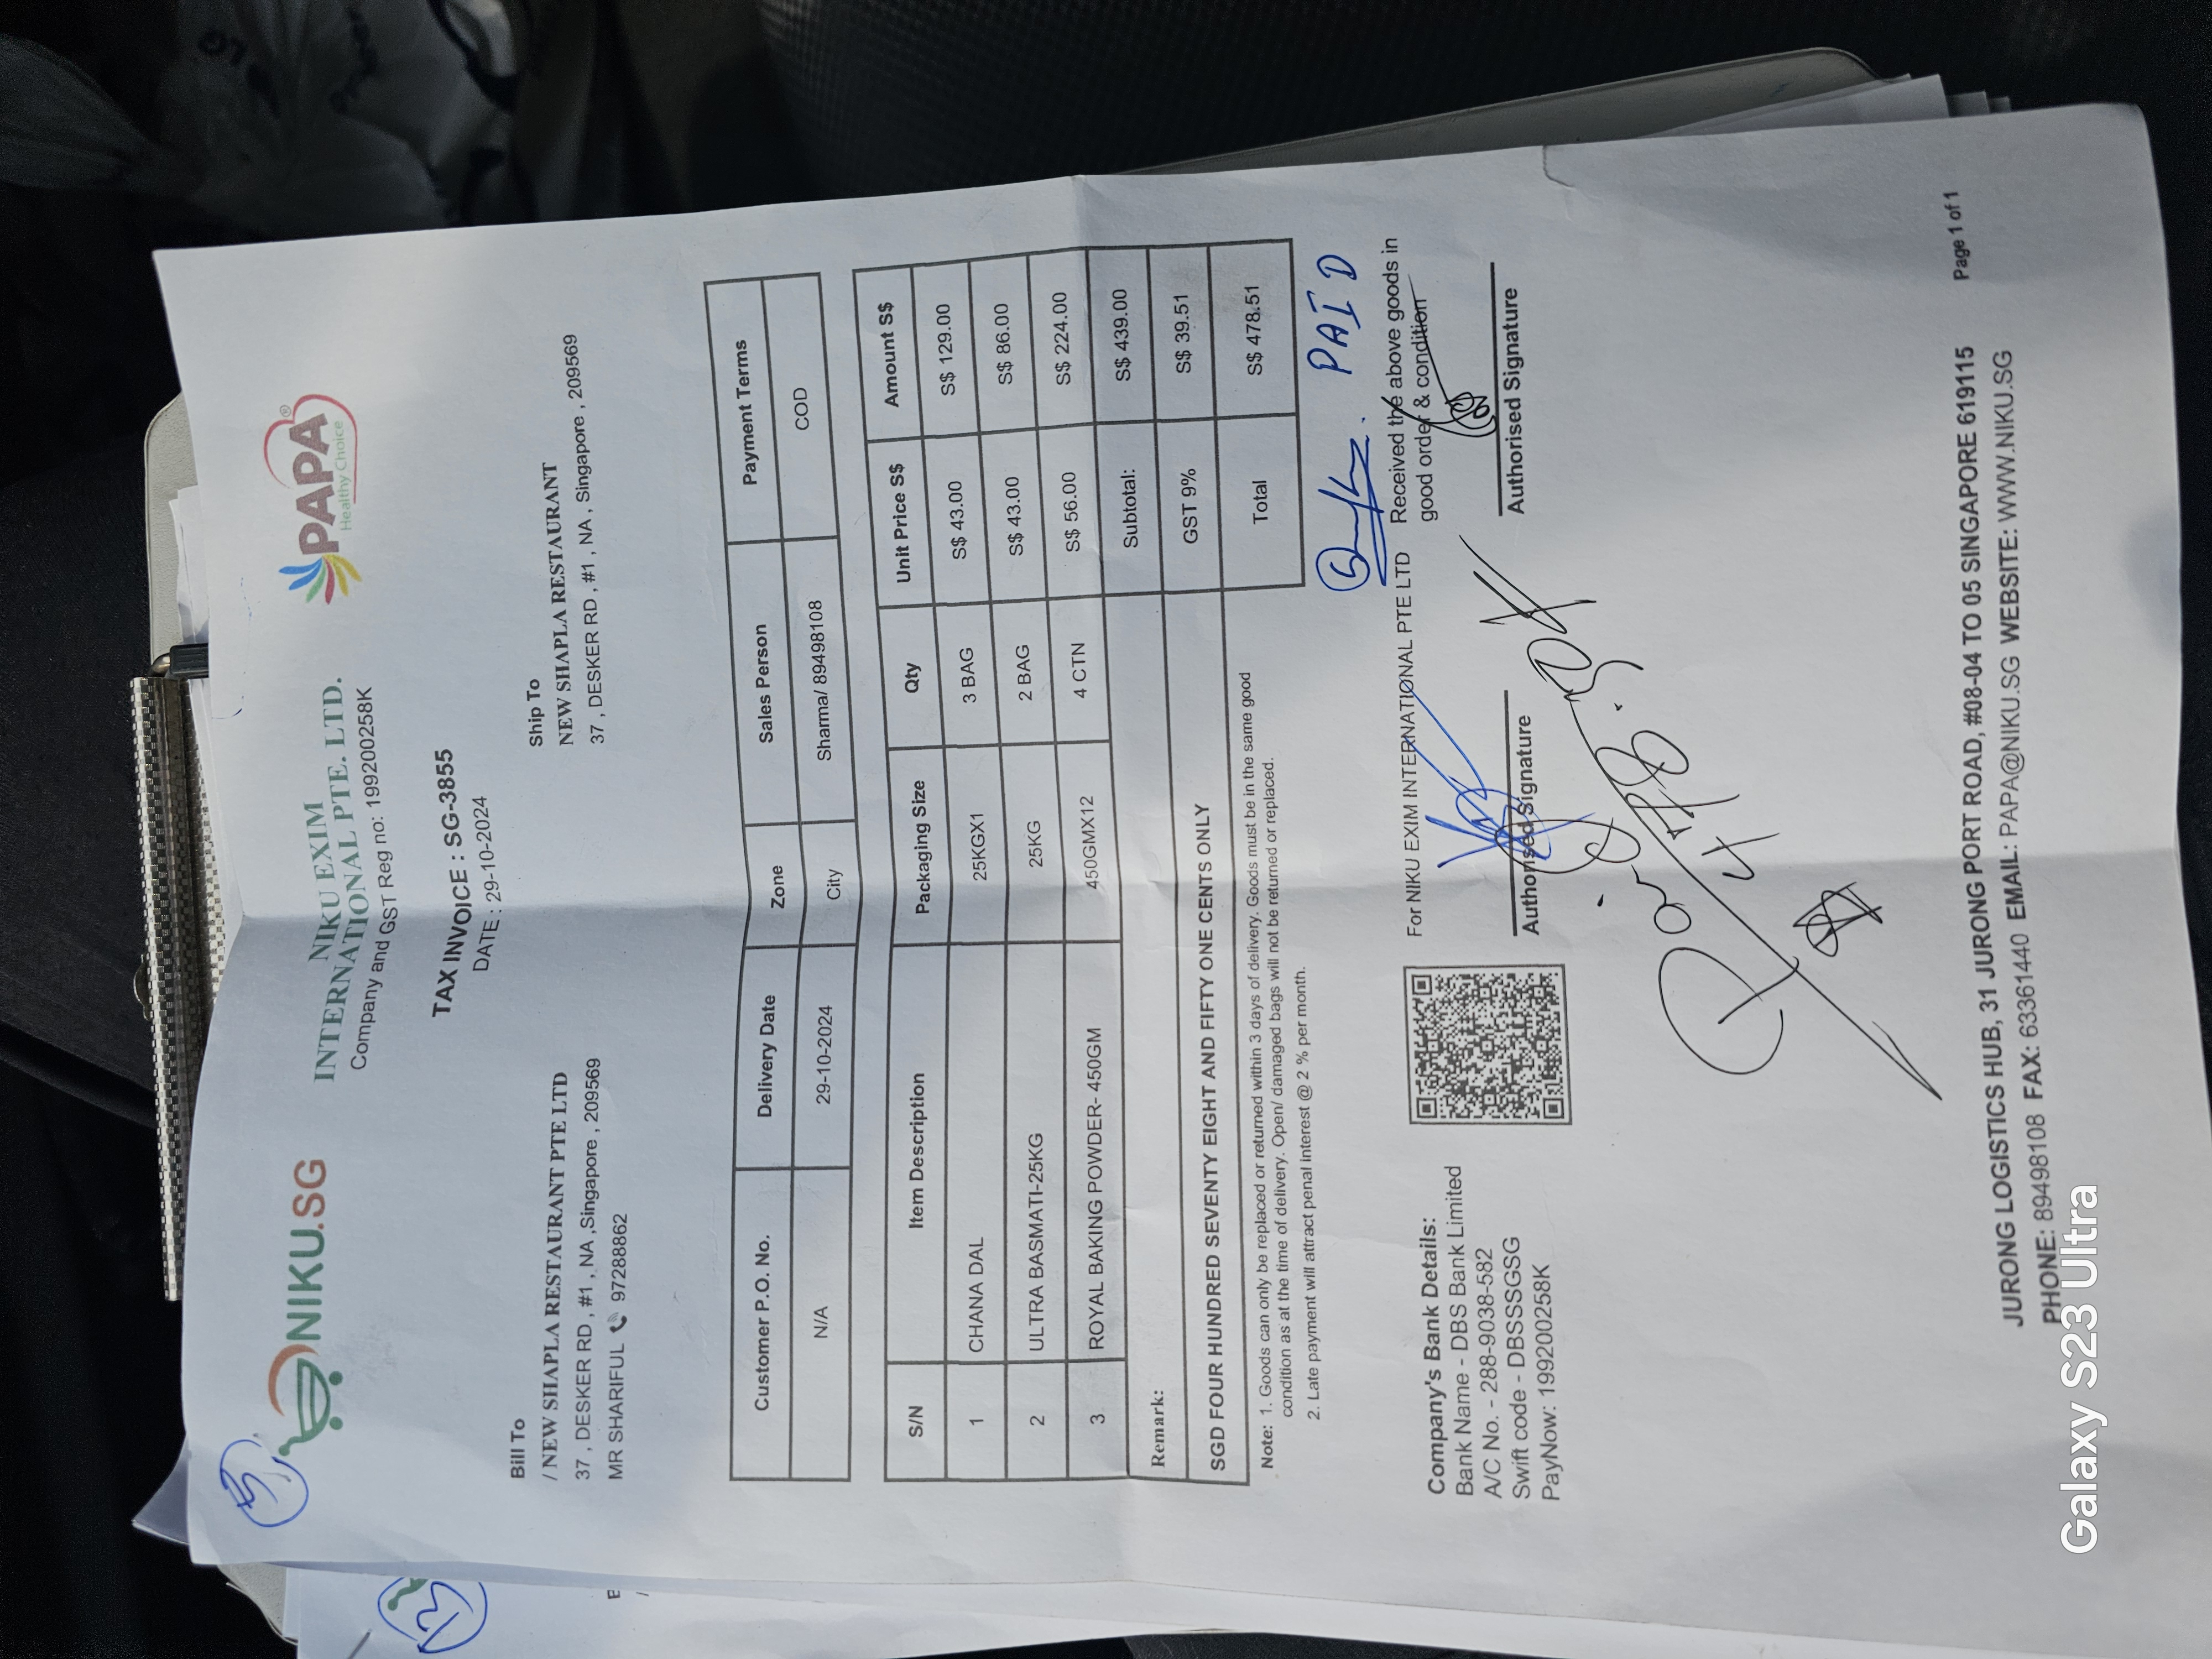 NIKU.SG
NIKU EXIM
INTERNATIONAL PTE. LTD.
Company and GST Reg no: 199200258K
PAPA®
Healthy Choice
TAX INVOICE : SG-3855
DATE : 29-10-2024
Bill To
/ NEW SHAPLA RESTAURANT PTE LTD
37 , DESKER RD , #1 , NA ,Singapore , 209569
MR SHARIFUL 97288862
Ship To
NEW SHAPLA RESTAURANT
37 , DESKER RD , #1 , NA , Singapore , 209569
Customer P.O. No. Delivery Date Zone Sales Person Payment Terms
N/A 29-10-2024 City Sharma/ 89498108 COD
S/N Item Description Packaging Size Qty Unit Price S$ Amount S$
1 CHANA DAL 25KGX1 3 BAG S$ 43.00 S$ 129.00
2 ULTRA BASMATI-25KG 25KG 2 BAG S$ 43.00 S$ 86.00
3 ROYAL BAKING POWDER- 450GM 450GMX12 4 CTN S$ 56.00 S$ 224.00
Remark: Subtotal: S$ 439.00
GST 9% S$ 39.51
SGD FOUR HUNDRED SEVENTY EIGHT AND FIFTY ONE CENTS ONLY Total S$ 478.51
Note: 1. Goods can only be replaced or returned within 3 days of delivery. Goods must be in the same good
condition as at the time of delivery. Open/ damaged bags will not be returned or replaced.
2. Late payment will attract penal interest @ 2 % per month.
PAID
Company's Bank Details:
Bank Name - DBS Bank Limited
A/C No. - 288-9038-582
Swift code - DBSSSGSG
PayNow: 199200258K
For NIKU EXIM INTERNATIONAL PTE LTD
Authorised Signature
Received the above goods in
good order & condition
Authorised Signature
JURONG LOGISTICS HUB, 31 JURONG PORT ROAD, #08-04 TO 05 SINGAPORE 619115
PHONE: 89498108 FAX: 63361440 EMAIL: PAPA@NIKU.SG WEBSITE: WWW.NIKU.SG
Page 1 of 1
Galaxy S23 Ultra